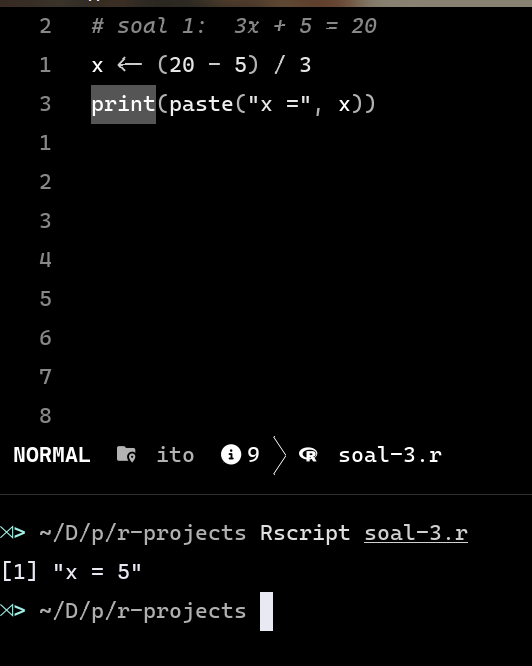 2 # soal 1:  3x + 5 = 20
1 x <- (20 - 5) / 3
3 print(paste("x =", x))
1
2
3
4
5
6
7
8
NORMAL ito 9 soal-3.r
> ~/D/p/r-projects Rscript soal-3.r
[1] "x = 5"
> ~/D/p/r-projects